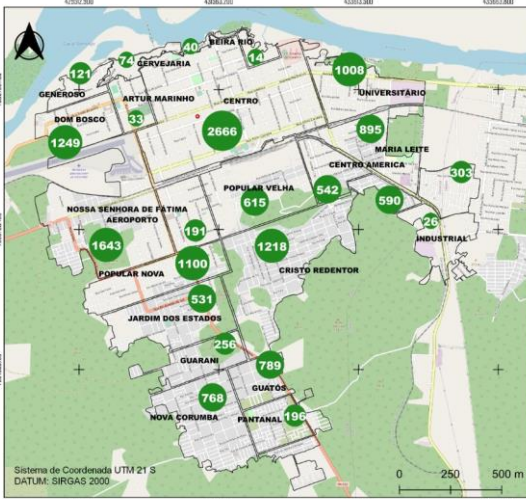 BEIRA RIO
40
74
CERVEJARIA
14
121
GENEROSO
1008
UNIVERSITÁRIO
ARTUR MARINHO
CENTRO
DOM BOSCO
33
1249
2666
895
MARIA LEITE
CENTRO AMERICA
303
POPULAR VELHA
542
615
590
NOSSA SENHORA DE FÁTIMA
AEROPORTO
191
26
INDUSTRIAL
1643
1218
1100
CRISTO REDENTOR
POPULAR NOVA
531
JARDIM DOS ESTADOS
256
GUARANI
789
GUATÓS
768
NOVA CORUMBA
PANTANAL
196
Sistema de Coordenada UTM 21 S
DATUM: SIRGAS 2000
0 250 500 m